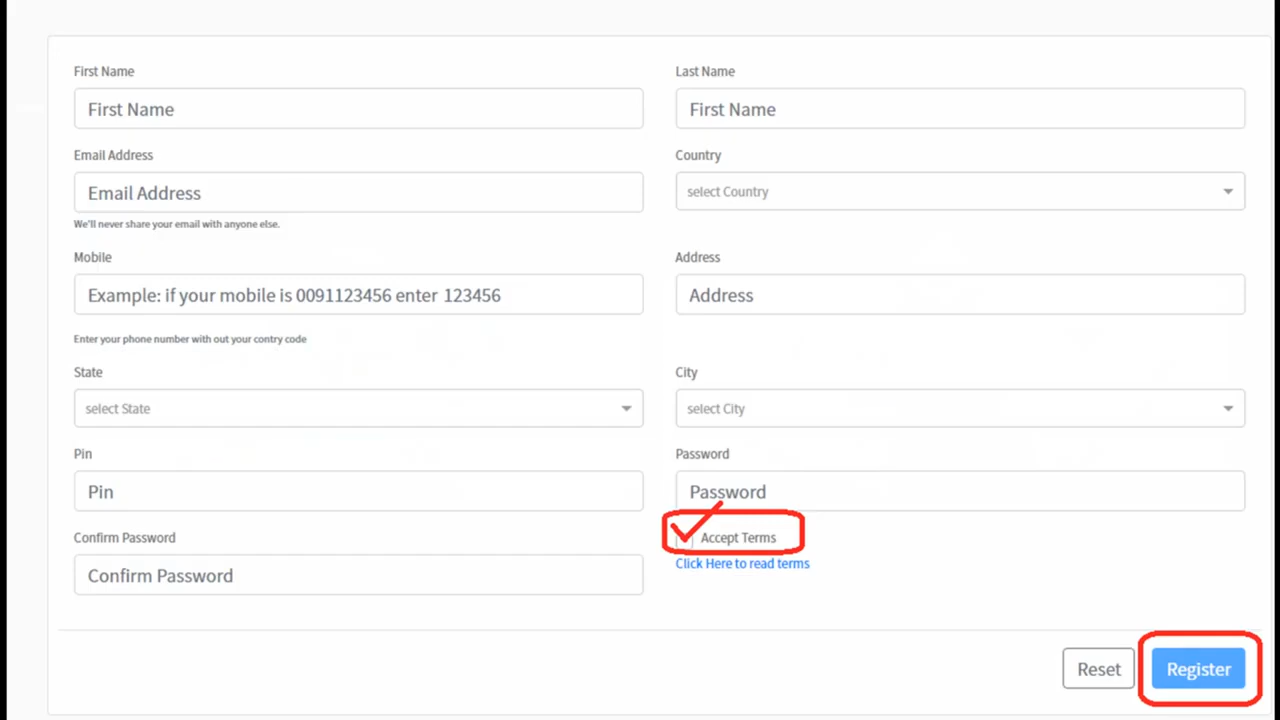 First Name
Last Name
First Name
First Name
Email Address
Country
Email Address
select Country
We'll never share your email with anyone else.
Mobile
Address
Example: if your mobile is 0091123456 enter 123456
Address
Enter your phone number with out your contry code
State
City
select State
select City
Pin
Password
Pin
Password
Confirm Password
Accept Terms
Confirm Password
Click Here to read terms
Reset
Register